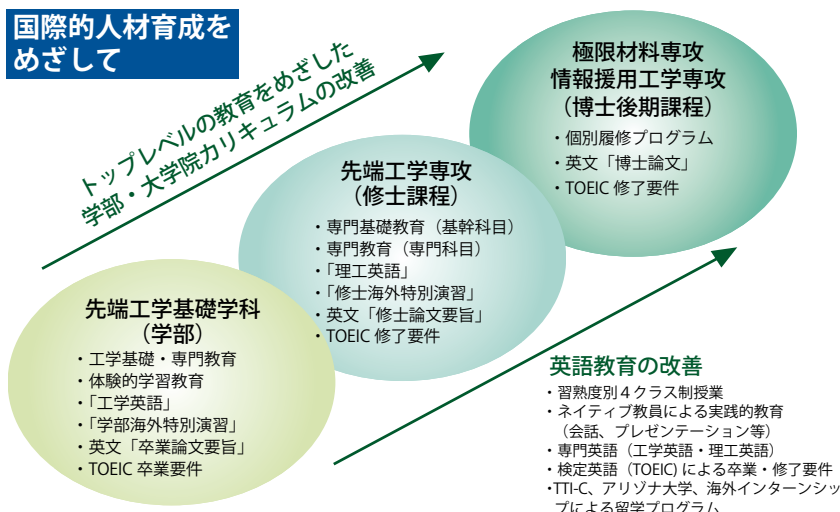 国際的人材育成を
めざして
トップレベルの教育をめざした
学部・大学院カリキュラムの改善
極限材料専攻
情報援用工学専攻
（博士後期課程）
・個別履修プログラム
・英文「博士論文」
・TOEIC 修了要件
先端工学専攻
（修士課程）
・専門基礎教育（基幹科目）
・専門教育（専門科目）
・「理工英語」
・「修士海外特別演習」
・英文「修士論文要旨」
・TOEIC 修了要件
先端工学基礎学科
（学部）
・工学基礎・専門教育
・体験的学習教育
・「工学英語」
・「学部海外特別演習」
・英文「卒業論文要旨」
・TOEIC 卒業要件
英語教育の改善
・習熟度別４クラス制授業
・ネイティブ教員による実践的教育
（会話、プレゼンテーション等）
・専門英語（工学英語・理工英語）
・検定英語（TOEIC) による卒業・修了要件
・TTI-C、アリゾナ大学、海外インターンシッ
プによる留学プログラム